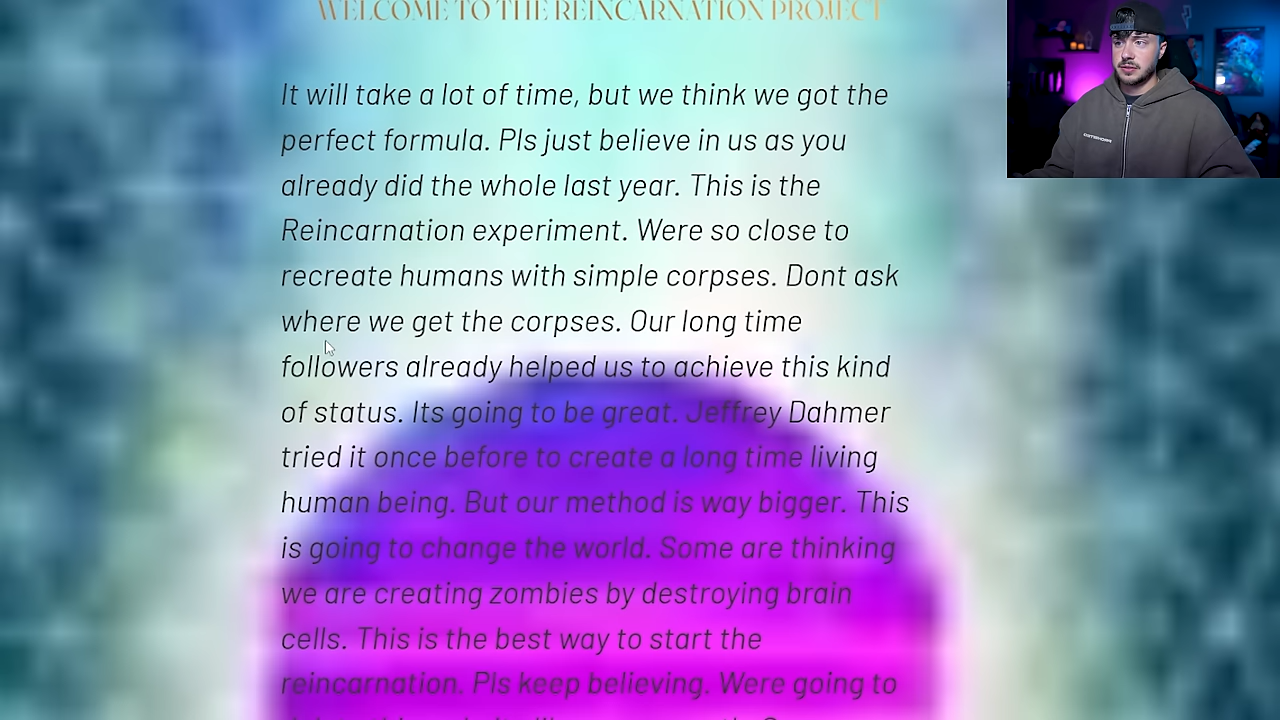 WELCOME TO THE REINCARNATION PROJECT
It will take a lot of time, but we think we got the
perfect formula. Pls just believe in us as you
already did the whole last year. This is the
Reincarnation experiment. Were so close to
recreate humans with simple corpses. Dont ask
where we get the corpses. Our long time
followers already helped us to achieve this kind
of status. Its going to be great. Jeffrey Dahmer
tried it once before to create a long time living
human being. But our method is way bigger. This
is going to change the world. Some are thinking
we are creating zombies by destroying brain
cells. This is the best way to start the
reincarnation. Pls keep believing. Were going to